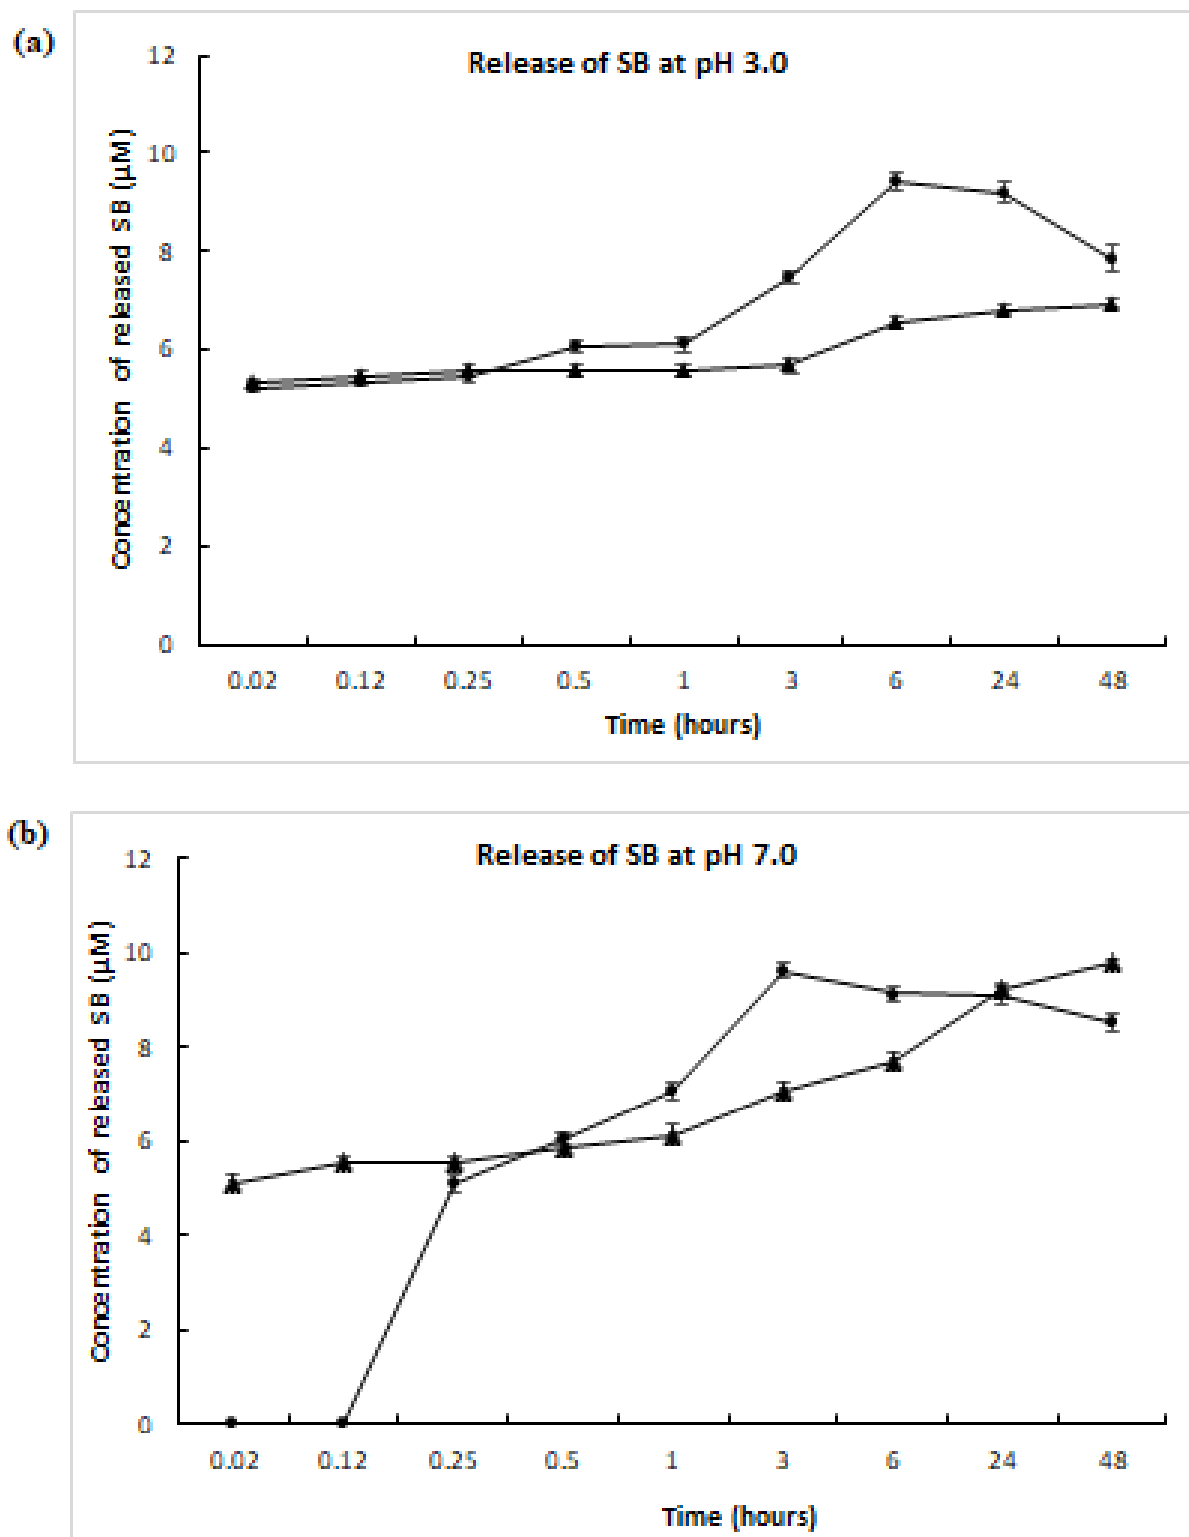 (a)
Release of SB at pH 3.0
Concentration of released SB (µM)
12
10
8
6
4
2
0
0.02 0.12 0.25 0.5 1 3 6 24 48
Time (hours)
(b)
Release of SB at pH 7.0
Concentration of released SB (µM)
12
10
8
6
4
2
0
0.02 0.12 0.25 0.5 1 3 6 24 48
Time (hours)